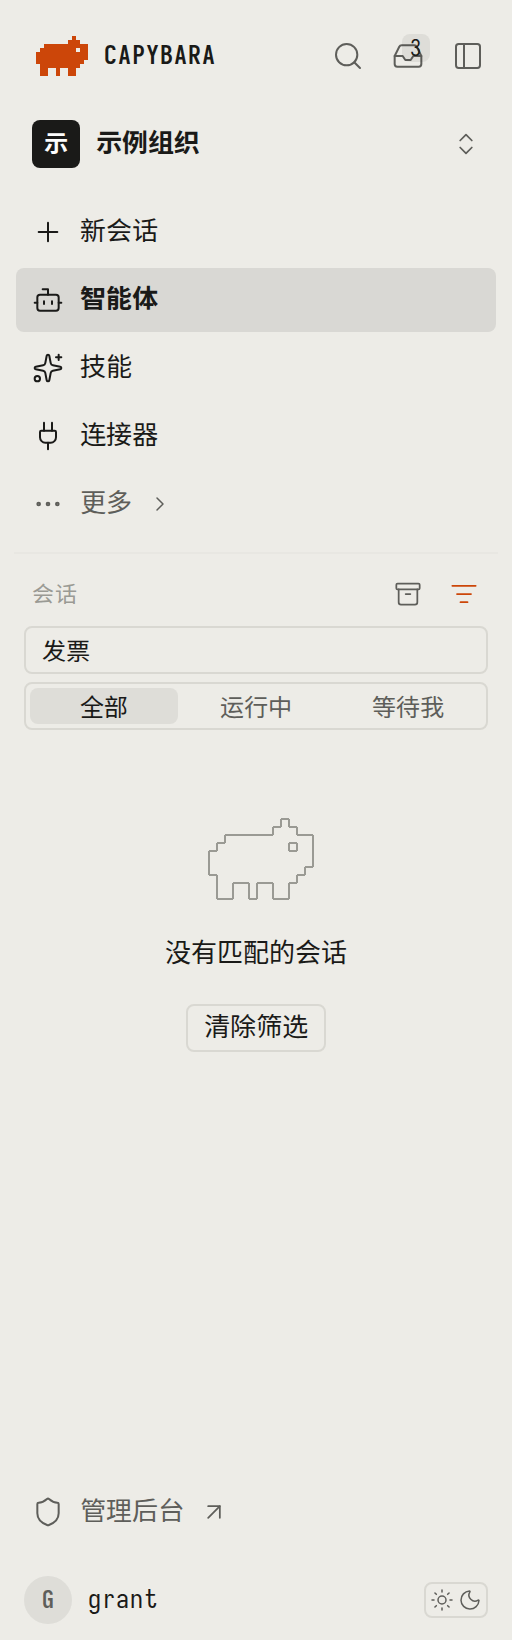 CAPYBARA
3
示 示例组织
新会话
智能体
技能
连接器
更多
会话
发票
全部 运行中 等待我
没有匹配的会话
清除筛选
管理后台
G grant